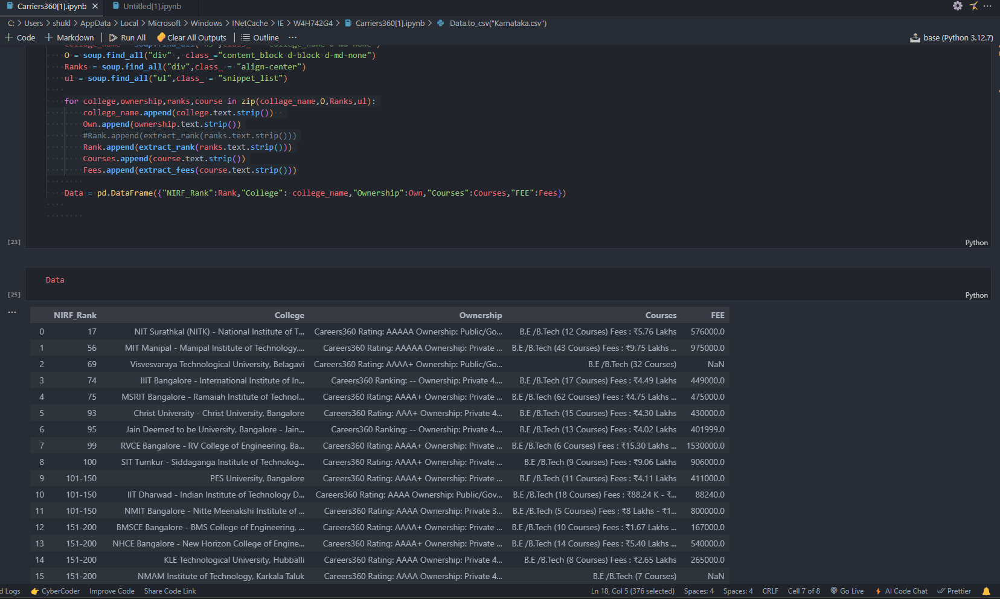 Carriers360[1].ipynb Untitled[1].ipynb
C: > Users > shukl > AppData > Local > Microsoft > Windows > INetCache > IE > W4H742G4 > Carriers360[1].ipynb > Data.to_csv("Karnataka.csv")
+ Code + Markdown | Run All Clear All Outputs | Outline ... base (Python 3.12.7)
O = soup.find_all("div" , class_="content_block d-block d-md-none")
Ranks = soup.find_all("div",class_ = "align-center")
ul = soup.find_all("ul",class_ = "snippet_list")
for college,ownership,ranks,course in zip(collage_name,O,Ranks,ul):
college_name.append(college.text.strip())
Own.append(ownership.text.strip())
#Rank.append(extract_rank(ranks.text.strip()))
Rank.append(extract_rank(ranks.text.strip()))
Courses.append(course.text.strip())
Fees.append(extract_fees(course.text.strip()))
Data = pd.DataFrame({"NIRF_Rank":Rank,"College": college_name,"Ownership":Own,"Courses":Courses,"FEE":Fees})
[23] Python
Data
[25] Python
...
NIRF_Rank College Ownership Courses FEE
0 17 NIT Surathkal (NITK) - National Institute of T... Careers360 Rating: AAAAA Ownership: Public/Go... B.E /B.Tech (12 Courses) Fees : ₹5.76 Lakhs 576000.0
1 56 MIT Manipal - Manipal Institute of Technology,... Careers360 Rating: AAAAA Ownership: Private ... B.E /B.Tech (43 Courses) Fees : ₹9.75 Lakhs ... 975000.0
2 69 Visvesvaraya Technological University, Belagavi Careers360 Rating: AAAA+ Ownership: Public/Go... B.E /B.Tech (32 Courses) NaN
3 74 IIIT Bangalore - International Institute of In... Careers360 Ranking: -- Ownership: Private 4.... B.E /B.Tech (17 Courses) Fees : ₹4.49 Lakhs 449000.0
4 75 MSRIT Bangalore - Ramaiah Institute of Technol... Careers360 Rating: AAAA+ Ownership: Private ... B.E /B.Tech (62 Courses) Fees : ₹4.75 Lakhs ... 475000.0
5 93 Christ University - Christ University, Bangalore Careers360 Rating: AAA+ Ownership: Private 4... B.E /B.Tech (15 Courses) Fees : ₹4.30 Lakhs 430000.0
6 95 Jain Deemed to be University, Bangalore - Jain... Careers360 Ranking: -- Ownership: Private 4.... B.E /B.Tech (13 Courses) Fees : ₹4.02 Lakhs 401999.0
7 99 RVCE Bangalore - RV College of Engineering, Ba... Careers360 Rating: AAAA+ Ownership: Private ... B.E /B.Tech (6 Courses) Fees : ₹15.30 Lakhs ... 1530000.0
8 100 SIT Tumkur - Siddaganga Institute of Technolog... Careers360 Rating: AAAA+ Ownership: Private ... B.E /B.Tech (9 Courses) Fees : ₹9.06 Lakhs 906000.0
9 101-150 PES University, Bangalore Careers360 Rating: AAAA+ Ownership: Private ... B.E /B.Tech (11 Courses) Fees : ₹4.11 Lakhs 411000.0
10 101-150 IIT Dharwad - Indian Institute of Technology D... Careers360 Rating: AAAA Ownership: Public/Gov... B.E /B.Tech (18 Courses) Fees : ₹88.24 K - ₹... 88240.0
11 101-150 NMIT Bangalore - Nitte Meenakshi Institute of ... Careers360 Rating: AAAA Ownership: Private 3... B.E /B.Tech (5 Courses) Fees : ₹8 Lakhs - ₹1... 800000.0
12 151-200 BMSCE Bangalore - BMS College of Engineering, ... Careers360 Rating: AAAA+ Ownership: Private ... B.E /B.Tech (10 Courses) Fees : ₹1.67 Lakhs ... 167000.0
13 151-200 NHCE Bangalore - New Horizon College of Engine... Careers360 Rating: AAAA+ Ownership: Private ... B.E /B.Tech (14 Courses) Fees : ₹5.40 Lakhs ... 540000.0
14 151-200 KLE Technological University, Hubballi Careers360 Rating: AAAA Ownership: Private 4... B.E /B.Tech (8 Courses) Fees : ₹2.65 Lakhs 265000.0
15 151-200 NMAM Institute of Technology, Karkala Taluk Careers360 Rating: AAAA Ownership: Private 4... B.E /B.Tech (7 Courses) NaN
d Logs CyberCoder Improve Code Share Code Link Ln 18, Col 5 (376 selected) Spaces: 4 Spaces: 4 CRLF Cell 7 of 8 Go Live AI Code Chat Prettier